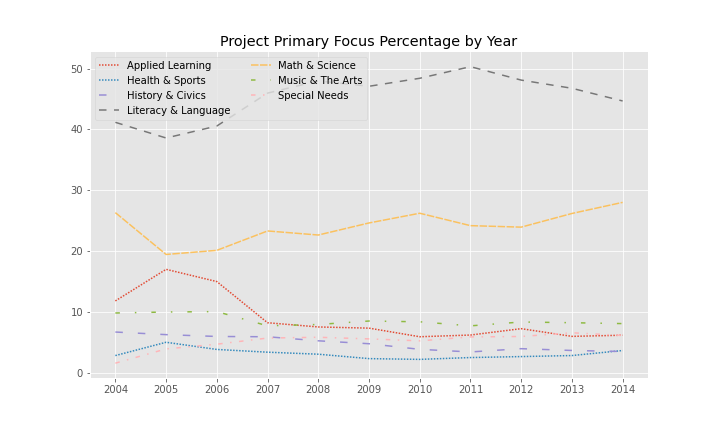 Project Primary Focus Percentage by Year
Applied Learning
Health & Sports
History & Civics
Literacy & Language
Math & Science
Music & The Arts
Special Needs
50
40
30
20
10
0
2004 2005 2006 2007 2008 2009 2010 2011 2012 2013 2014